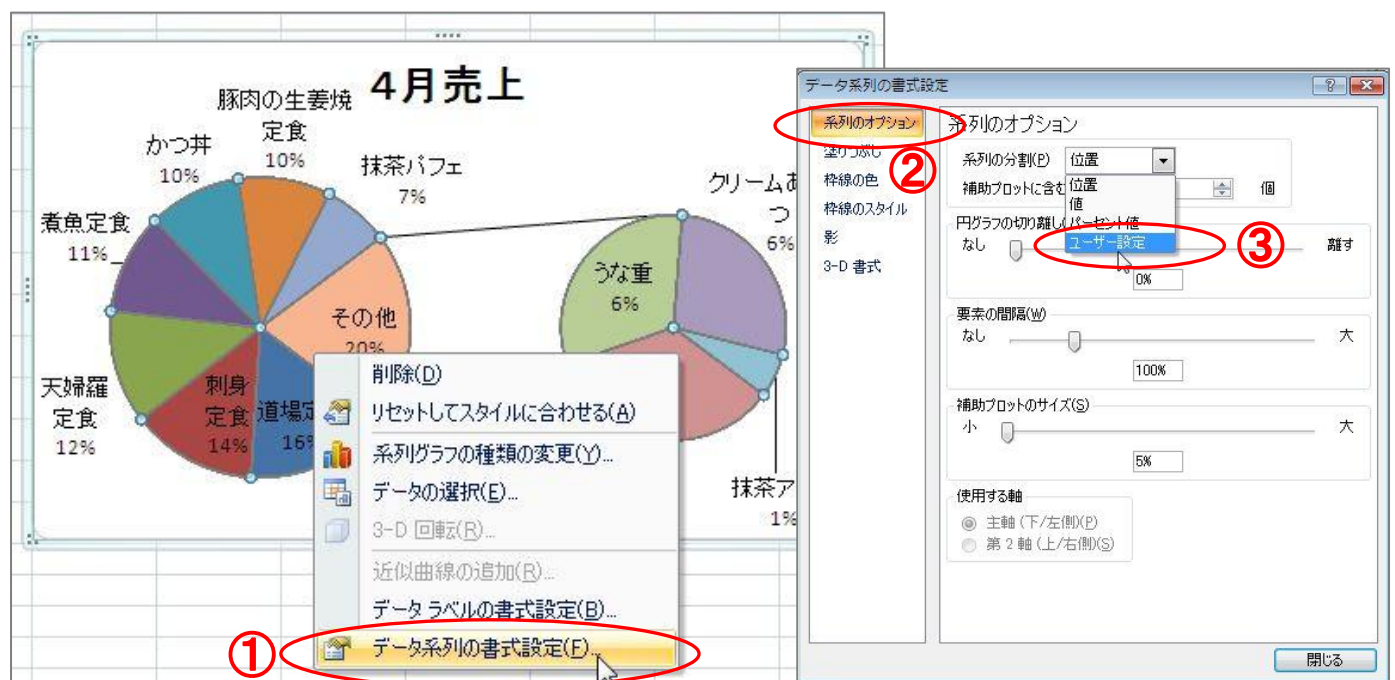 4月売上
豚肉の生姜焼
定食
10%
かつ丼
10%
抹茶パフェ
7%
煮魚定食
11%
その他
20%
天婦羅
定食
12%
刺身
定食
14%
道場定
16
クリームあ
つ
6%
うな重
6%
抹茶ア
1%
削除(D)
リセットしてスタイルに合わせる(A)
系列グラフの種類の変更(Y)...
データの選択(E)...
3-D 回転(R)...
近似曲線の追加(R)...
データ ラベルの書式設定(B)...
①
データ系列の書式設定(F)...
データ系列の書式設定
系列のオプション
②
塗りつぶし
枠線の色
枠線のスタイル
影
3-D 書式
系列のオプション
系列の分割(P) 位置
補助プロットに含む 個
位置
値
パーセント値
ユーザー設定
③
円グラフの切り離し
なし 離す
0%
要素の間隔(W)
なし 大
100%
補助プロットのサイズ(S)
小 大
5%
使用する軸
主軸 (下/左側)(P)
第 2 軸 (上/右側)(S)
閉じる